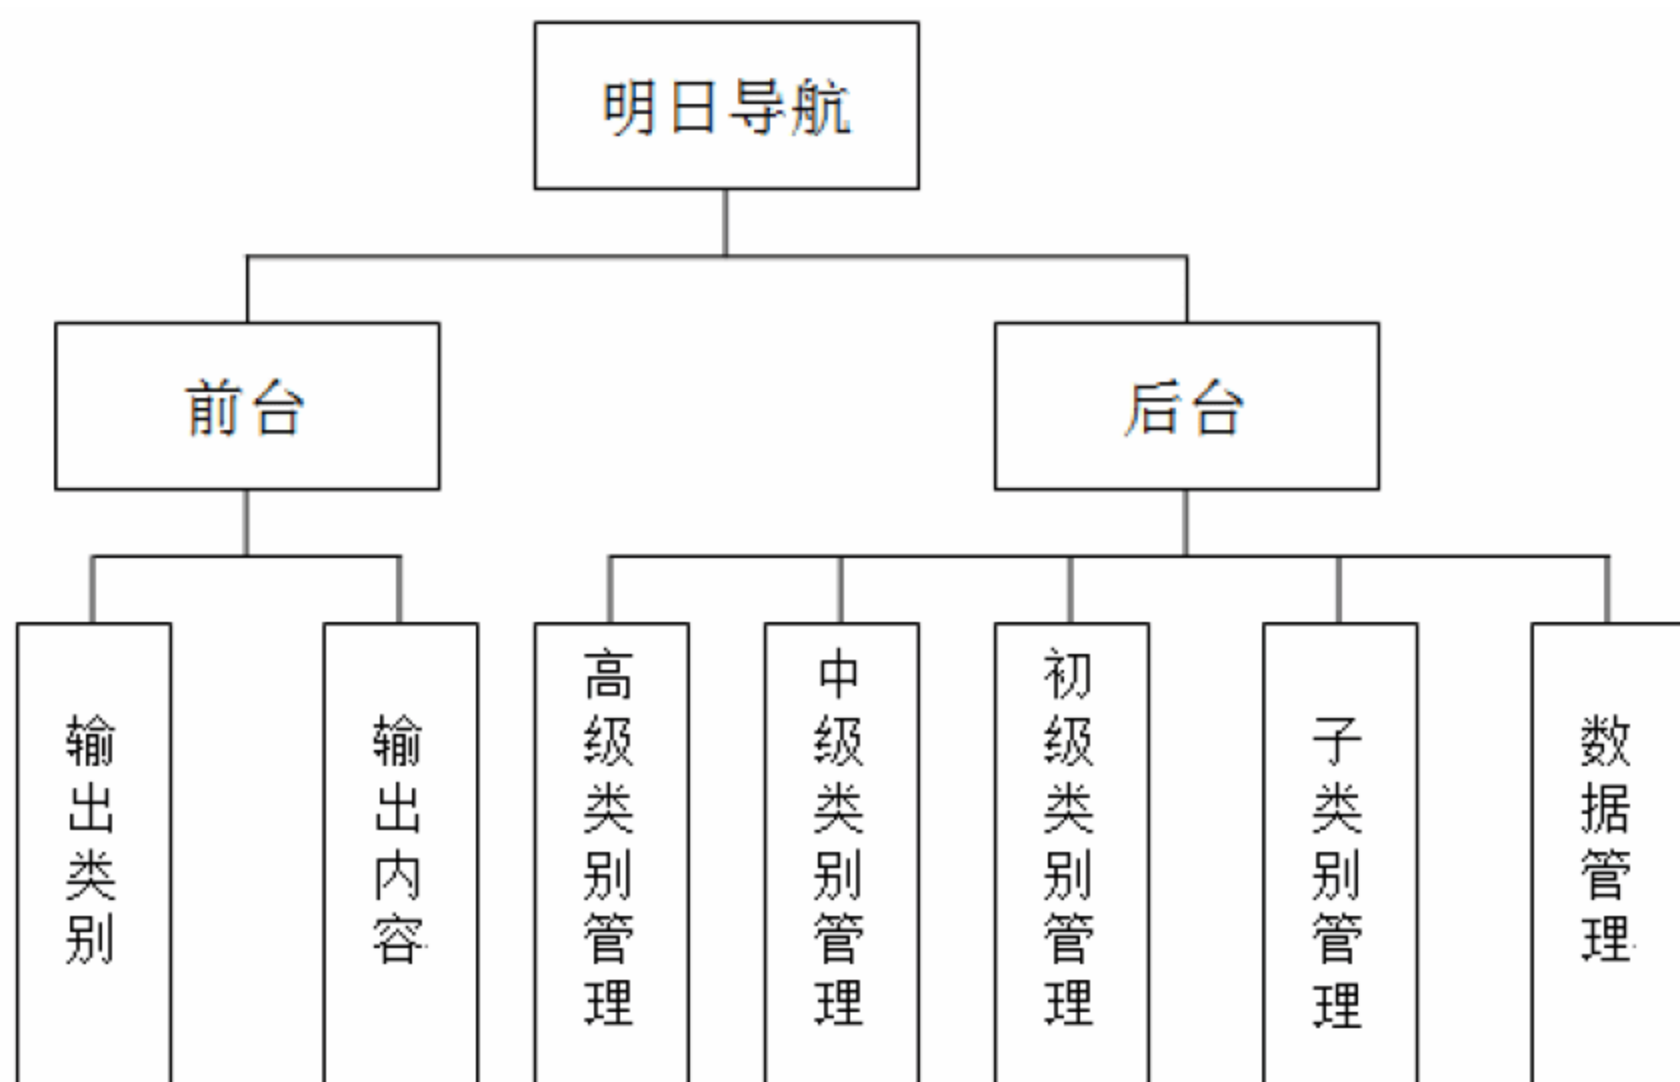 明日导航
前台
后台
输出类别
输出内容
高级类别管理
中级类别管理
初级类别管理
子类别管理
数据管理